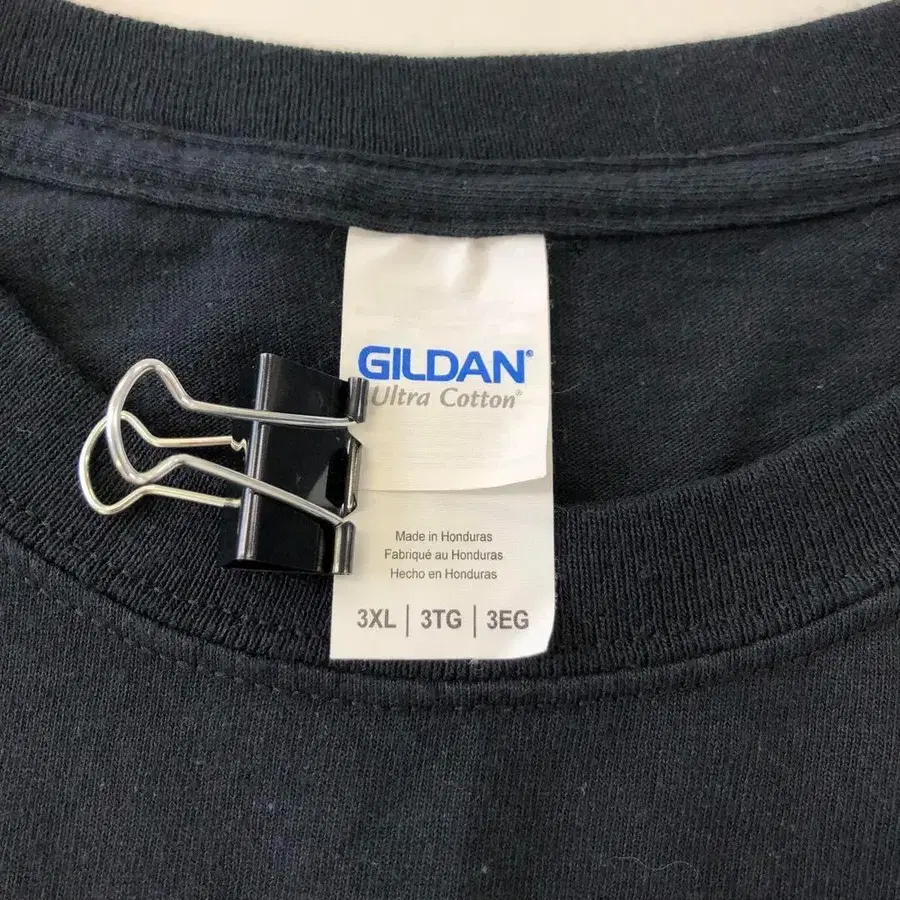 GILDAN®
Ultra Cotton®
Made in Honduras
Fabriqué au Honduras
Hecho en Honduras
3XL | 3TG | 3EG